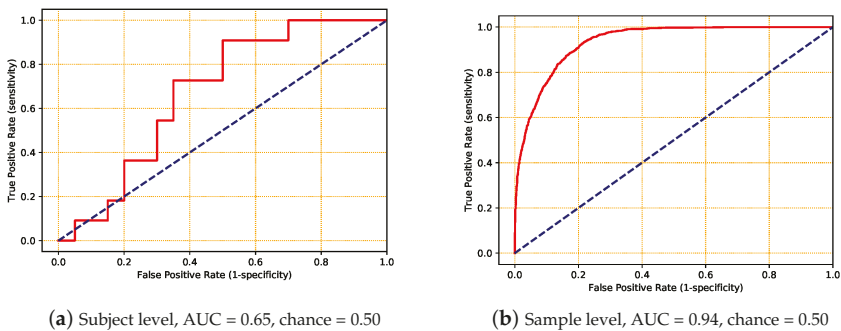 1.0
0.8
0.6
0.4
0.2
0.0
True Positive Rate (sensitivity)
0.0 0.2 0.4 0.6 0.8 1.0
False Positive Rate (1-specificity)
(a) Subject level, AUC = 0.65, chance = 0.50
1.0
0.8
0.6
0.4
0.2
0.0
True Positive Rate (sensitivity)
0.0 0.2 0.4 0.6 0.8 1.0
False Positive Rate (1-specificity)
(b) Sample level, AUC = 0.94, chance = 0.50